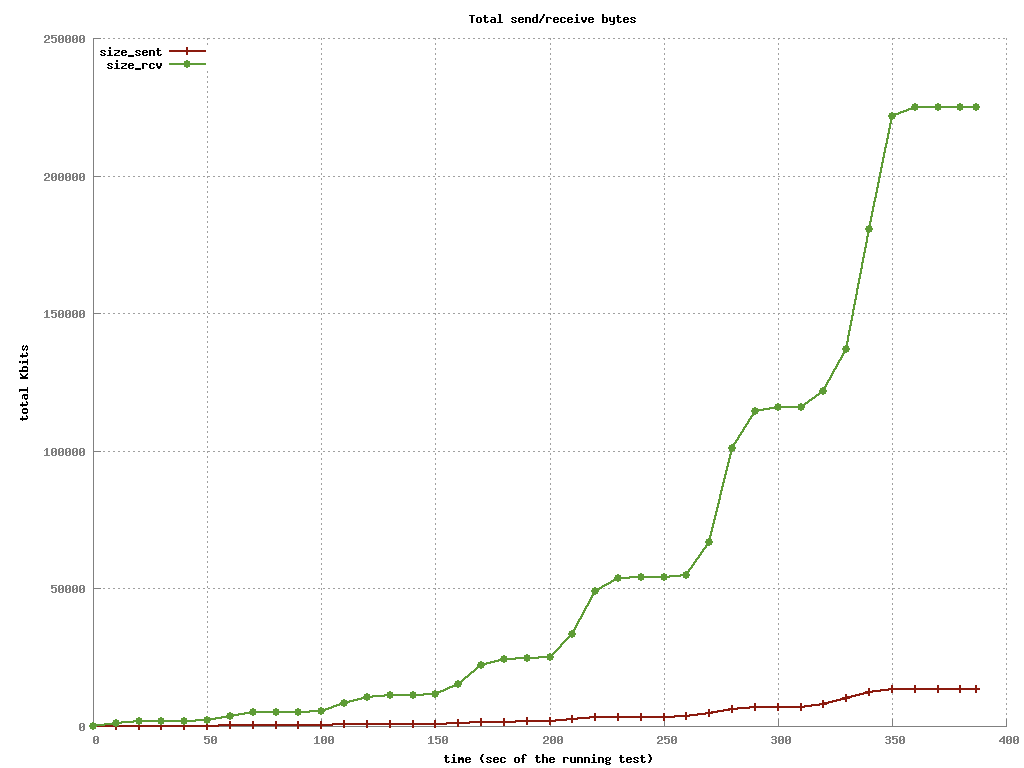 Total send/receive bytes
250000
size_sent
size_rcv
200000
150000
total Kbits
100000
50000
0
0 50 100 150 200 250 300 350 400
time (sec of the running test)